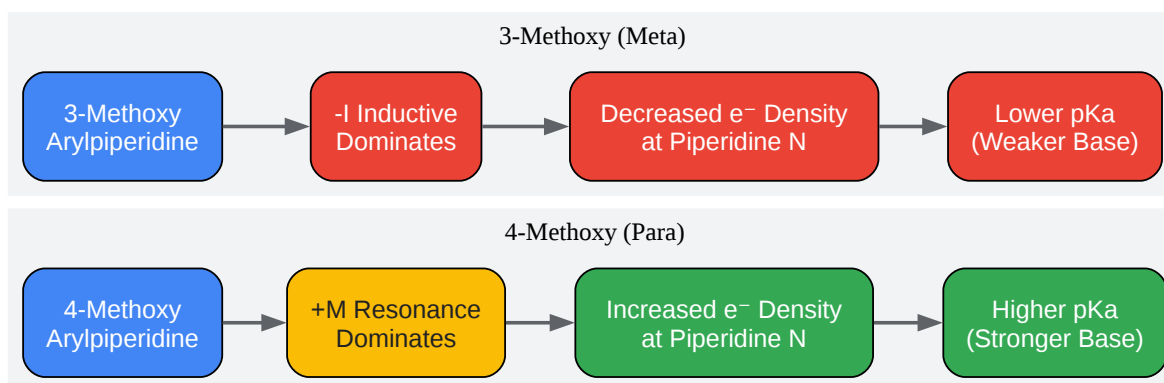 3-Methoxy (Meta)
3-Methoxy
Arylpiperidine
-I Inductive
Dominates
Decreased e⁻ Density
at Piperidine N
Lower pKa
(Weaker Base)
4-Methoxy (Para)
4-Methoxy
Arylpiperidine
+M Resonance
Dominates
Increased e⁻ Density
at Piperidine N
Higher pKa
(Stronger Base)